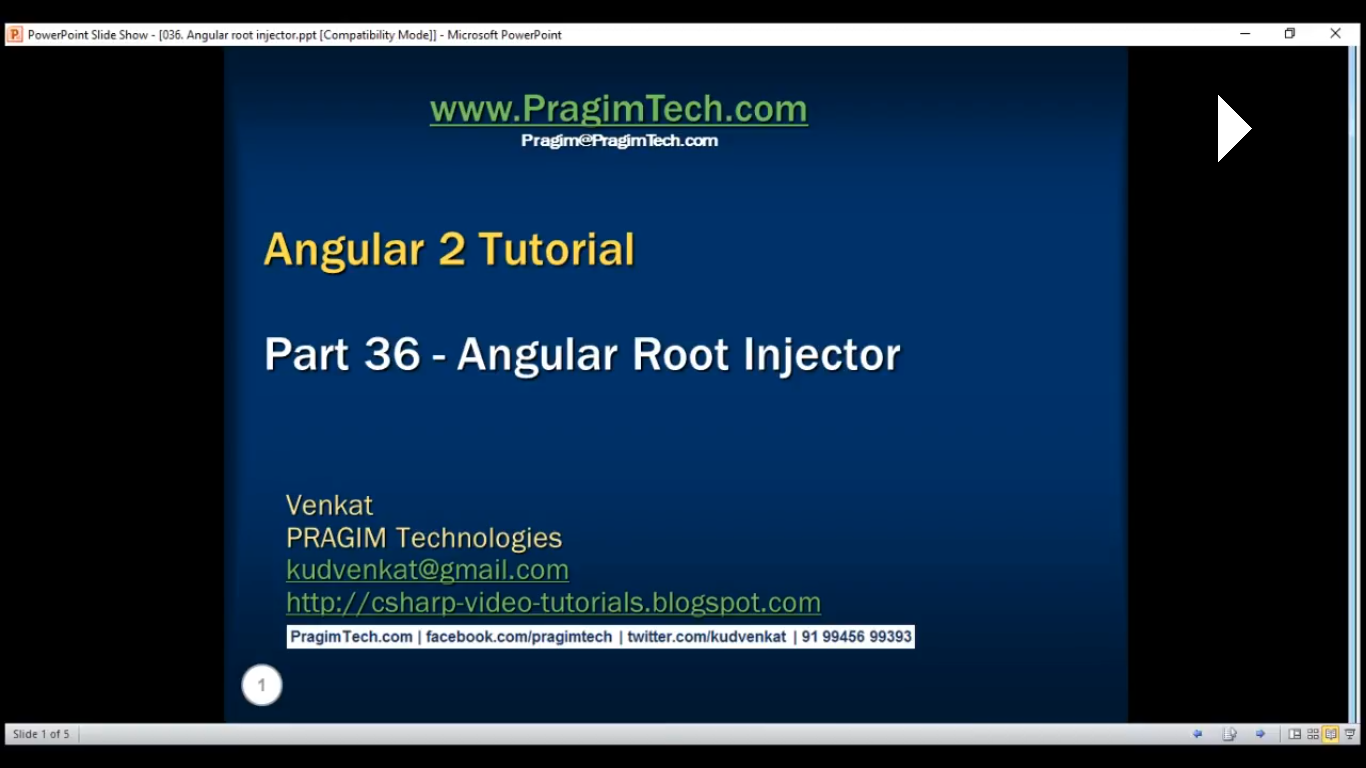 PowerPoint Slide Show - [036. Angular root injector.ppt [Compatibility Mode]] - Microsoft PowerPoint
www.PragimTech.com
Pragim@PragimTech.com
Angular 2 Tutorial
Part 36 - Angular Root Injector
Venkat
PRAGIM Technologies
kudvenkat@gmail.com
http://csharp-video-tutorials.blogspot.com
PragimTech.com | facebook.com/pragimtech | twitter.com/kudvenkat | 91 99456 99393
1
Slide 1 of 5